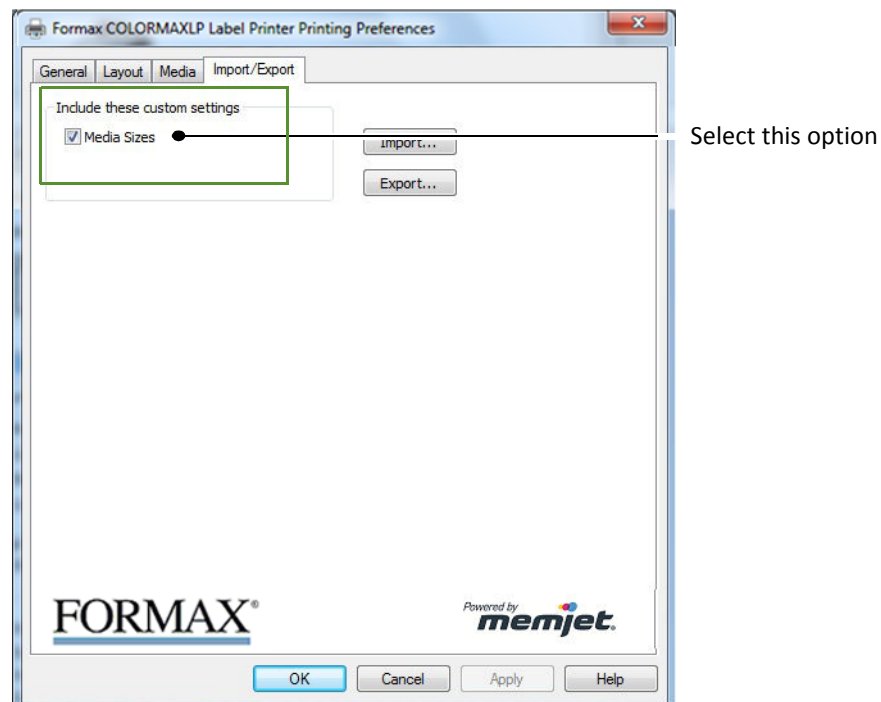 Formax COLORMAXLP Label Printer Printing Preferences
General Layout Media Import/Export
Include these custom settings
Media Sizes
Import...
Select this option
Export...
FORMAX®
Powered by
memjet.
OK Cancel Apply Help